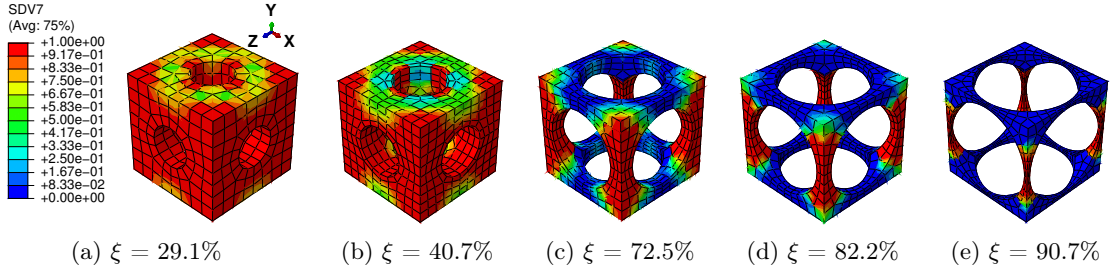 SDV7
(Avg: 75%)
+1.00e+00
+9.17e-01
+8.33e-01
+7.50e-01
+6.67e-01
+5.83e-01
+5.00e-01
+4.17e-01
+3.33e-01
+2.50e-01
+1.67e-01
+8.33e-02
+0.00e+00
Y
Z X
(a) ξ = 29.1%
(b) ξ = 40.7%
(c) ξ = 72.5%
(d) ξ = 82.2%
(e) ξ = 90.7%